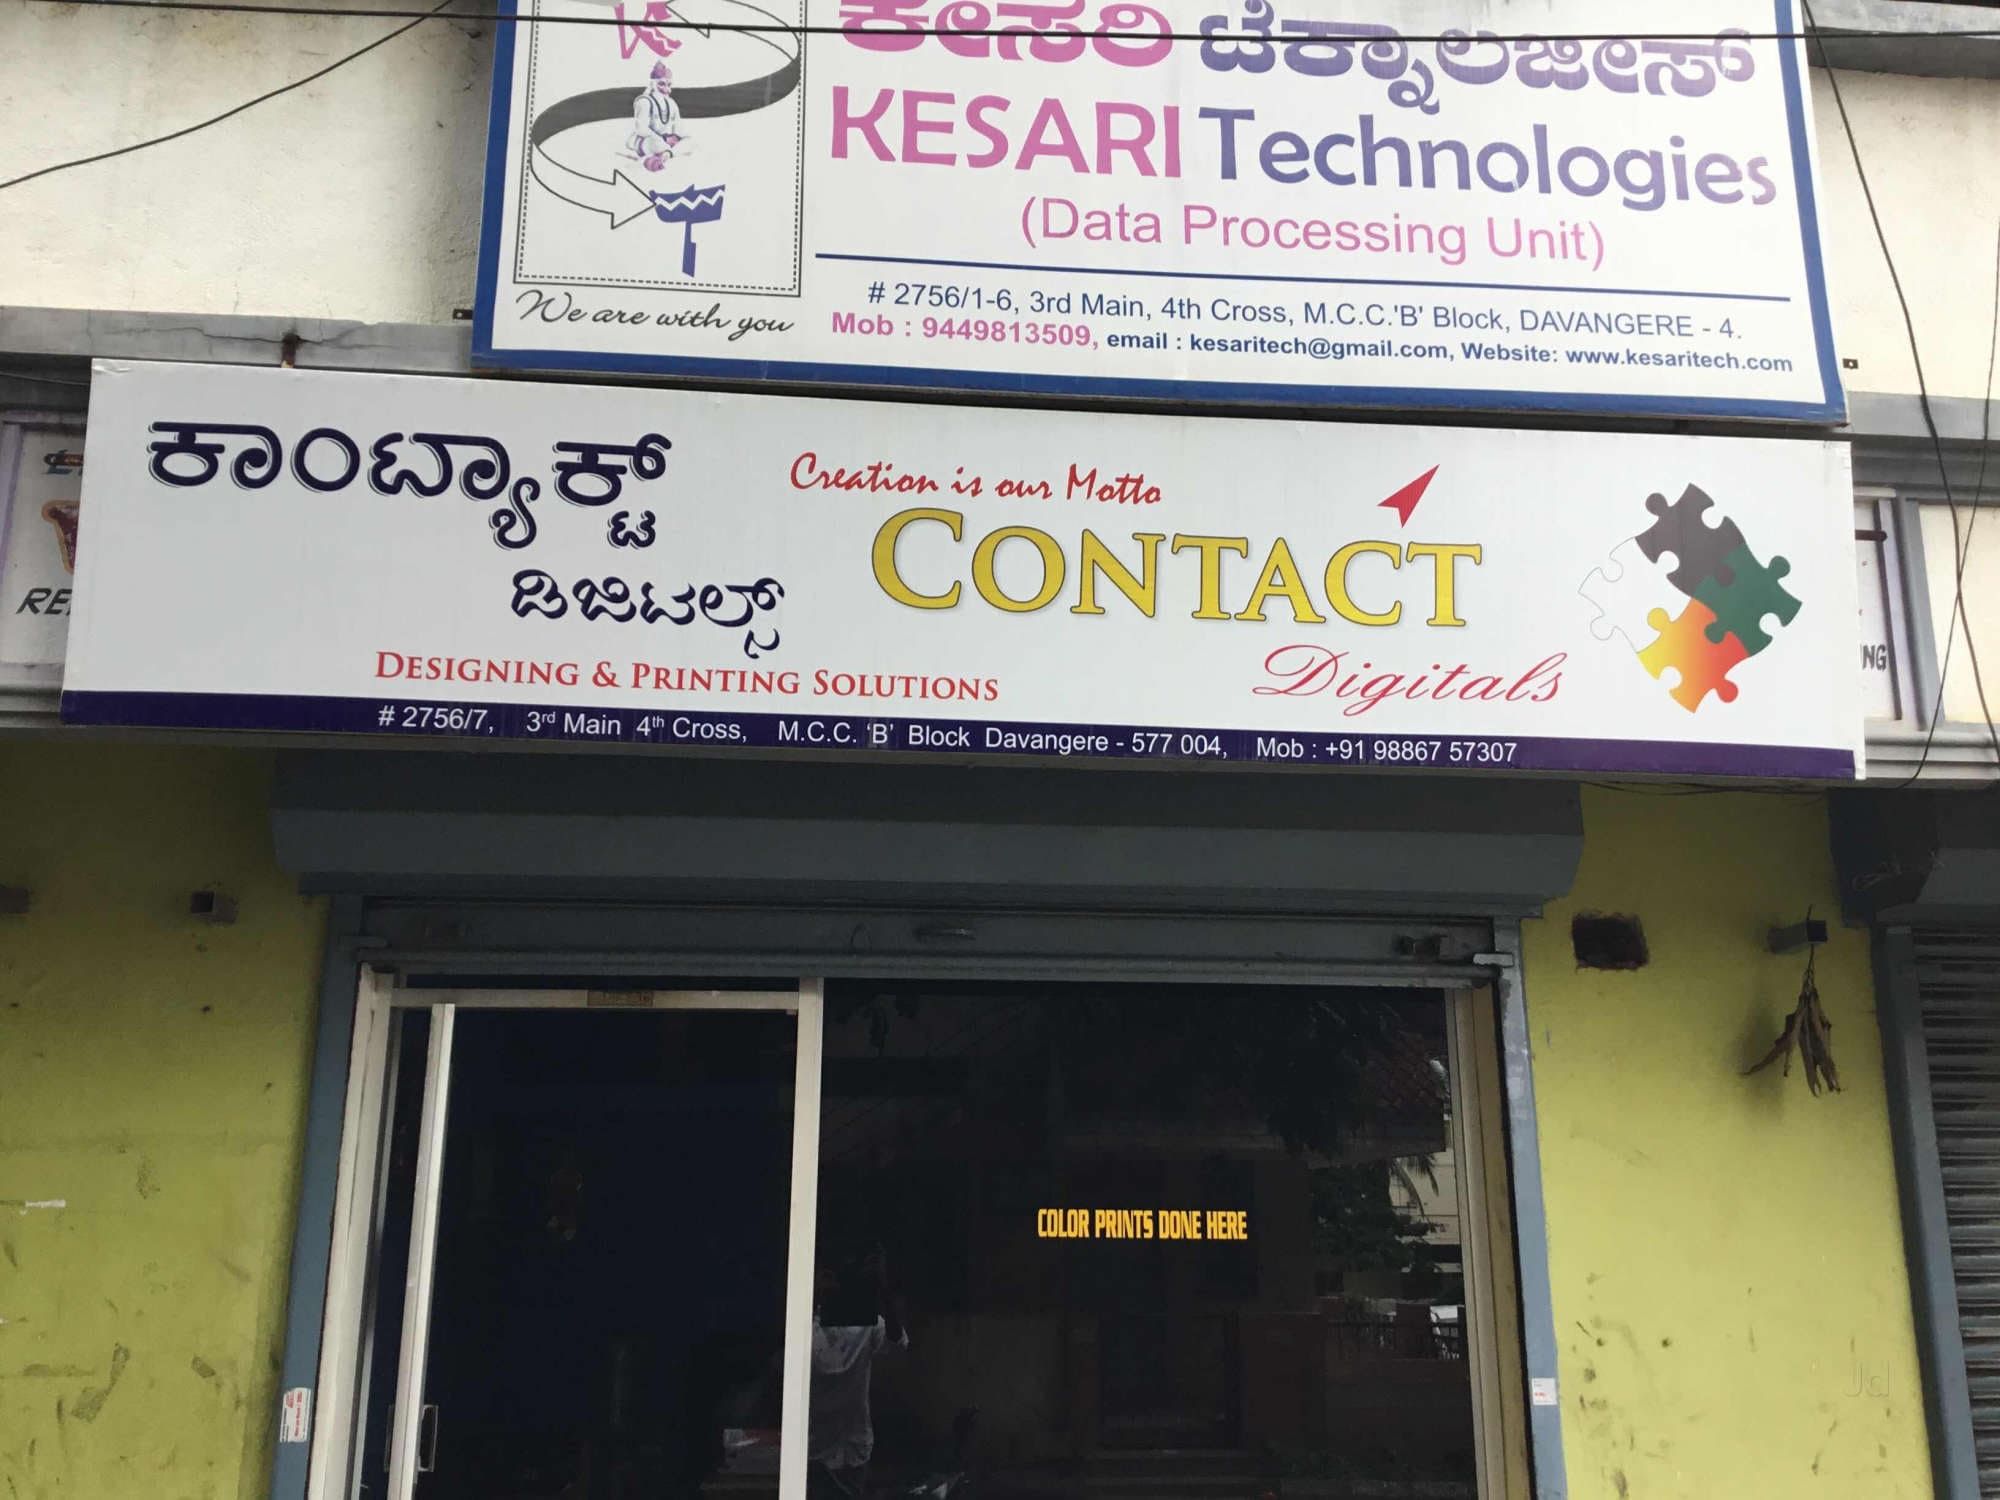 ಕೇಸರಿ ಟೆಕ್ನಾಲಜೀಸ್
KESARI Technologies
(Data Processing Unit)
We are with you
# 2756/1-6, 3rd Main, 4th Cross, M.C.C.'B' Block, DAVANGERE - 4.
Mob : 9449813509, email : kesaritech@gmail.com, Website: www.kesaritech.com
ಕಾಂಟ್ಯಾಕ್ಟ್
ಡಿಜಿಟಲ್ಸ್
Creation is our Motto
CONTACT
Digitals
DESIGNING & PRINTING SOLUTIONS
# 2756/7, 3rd Main 4th Cross, M.C.C. 'B' Block Davangere - 577 004, Mob : +91 98867 57307
RE
NG
COLOR PRINTS DONE HERE
Jd